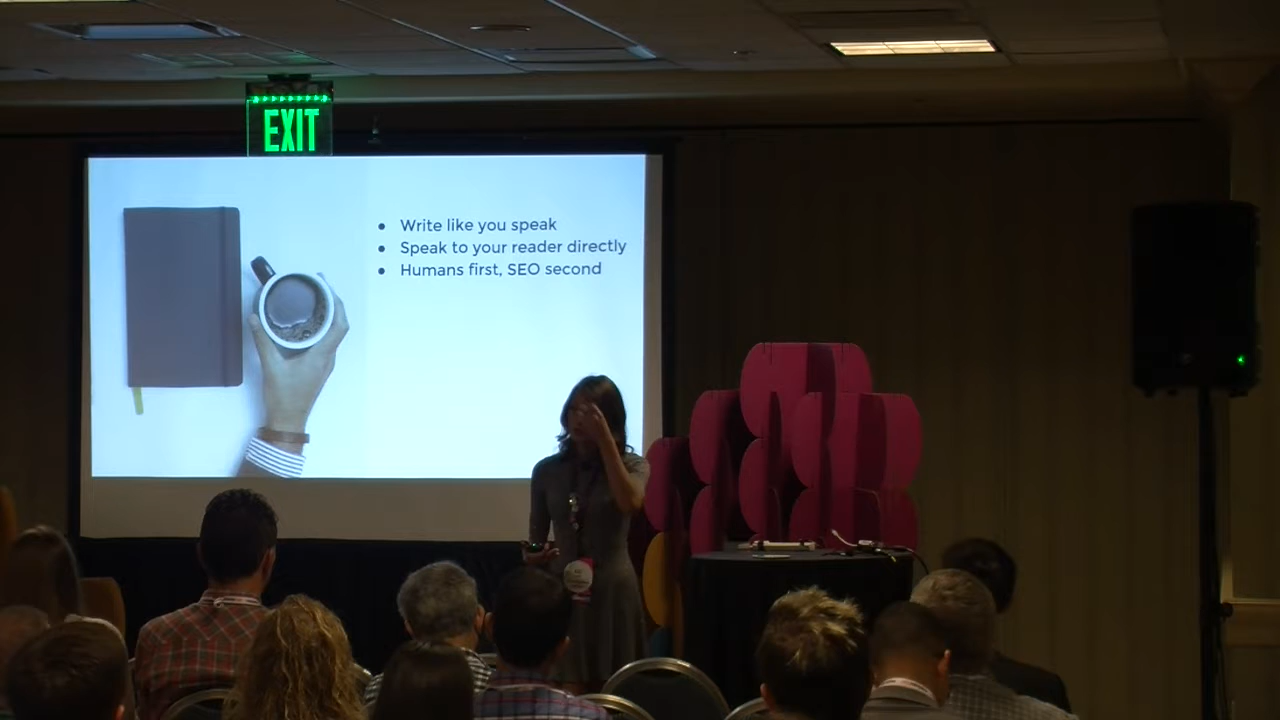 EXIT
• Write like you speak
• Speak to your reader directly
• Humans first, SEO second